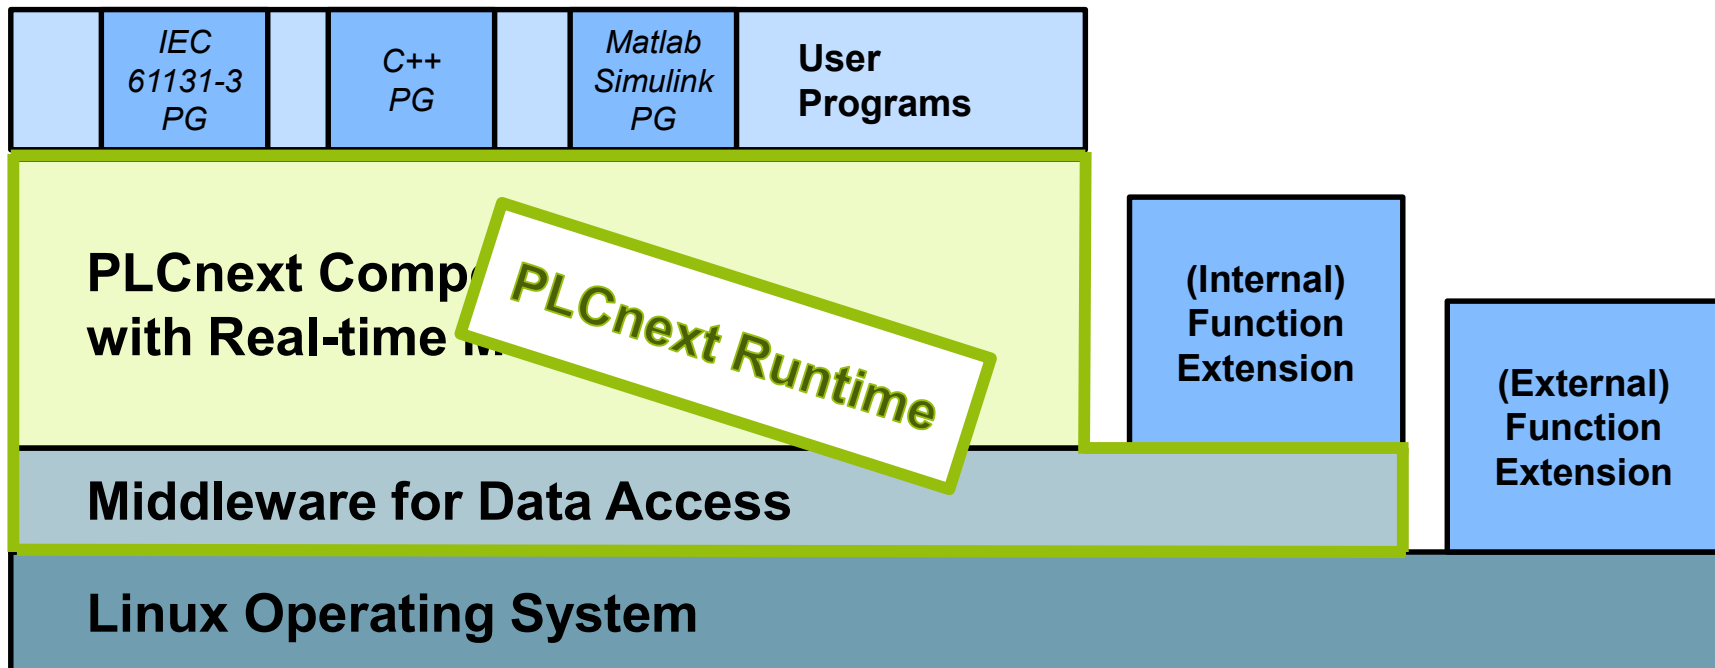 IEC
61131-3
PG
C++
PG
Matlab
Simulink
PG
User
Programs
PLCnext
with Real-time
PLCnext Runtime
(Internal)
Function
Extension
(External)
Function
Extension
Middleware for Data Access
Linux Operating System